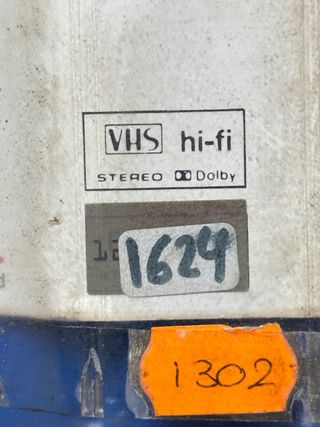 VHS hi-fi
STEREO Dolby
1624
1302